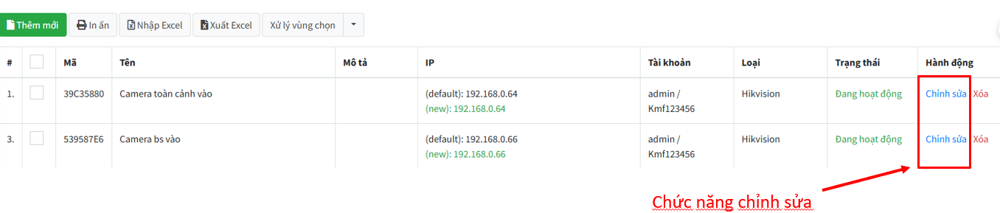 Thêm mới In ấn Nhập Excel Xuất Excel Xử lý vùng chọn
# Mã Tên Mô tả IP Tài khoản Loại Trạng thái Hành động
1. 39C35880 Camera toàn cảnh vào (default): 192.168.0.64 admin / Hikvision Đang hoạt động Chỉnh sửa Xóa
(new): 192.168.0.64 Kmf123456
3. 539587E6 Camera bs vào (default): 192.168.0.66 admin / Hikvision Đang hoạt động Chỉnh sửa Xóa
(new): 192.168.0.66 Kmf123456
Chức năng chỉnh sửa